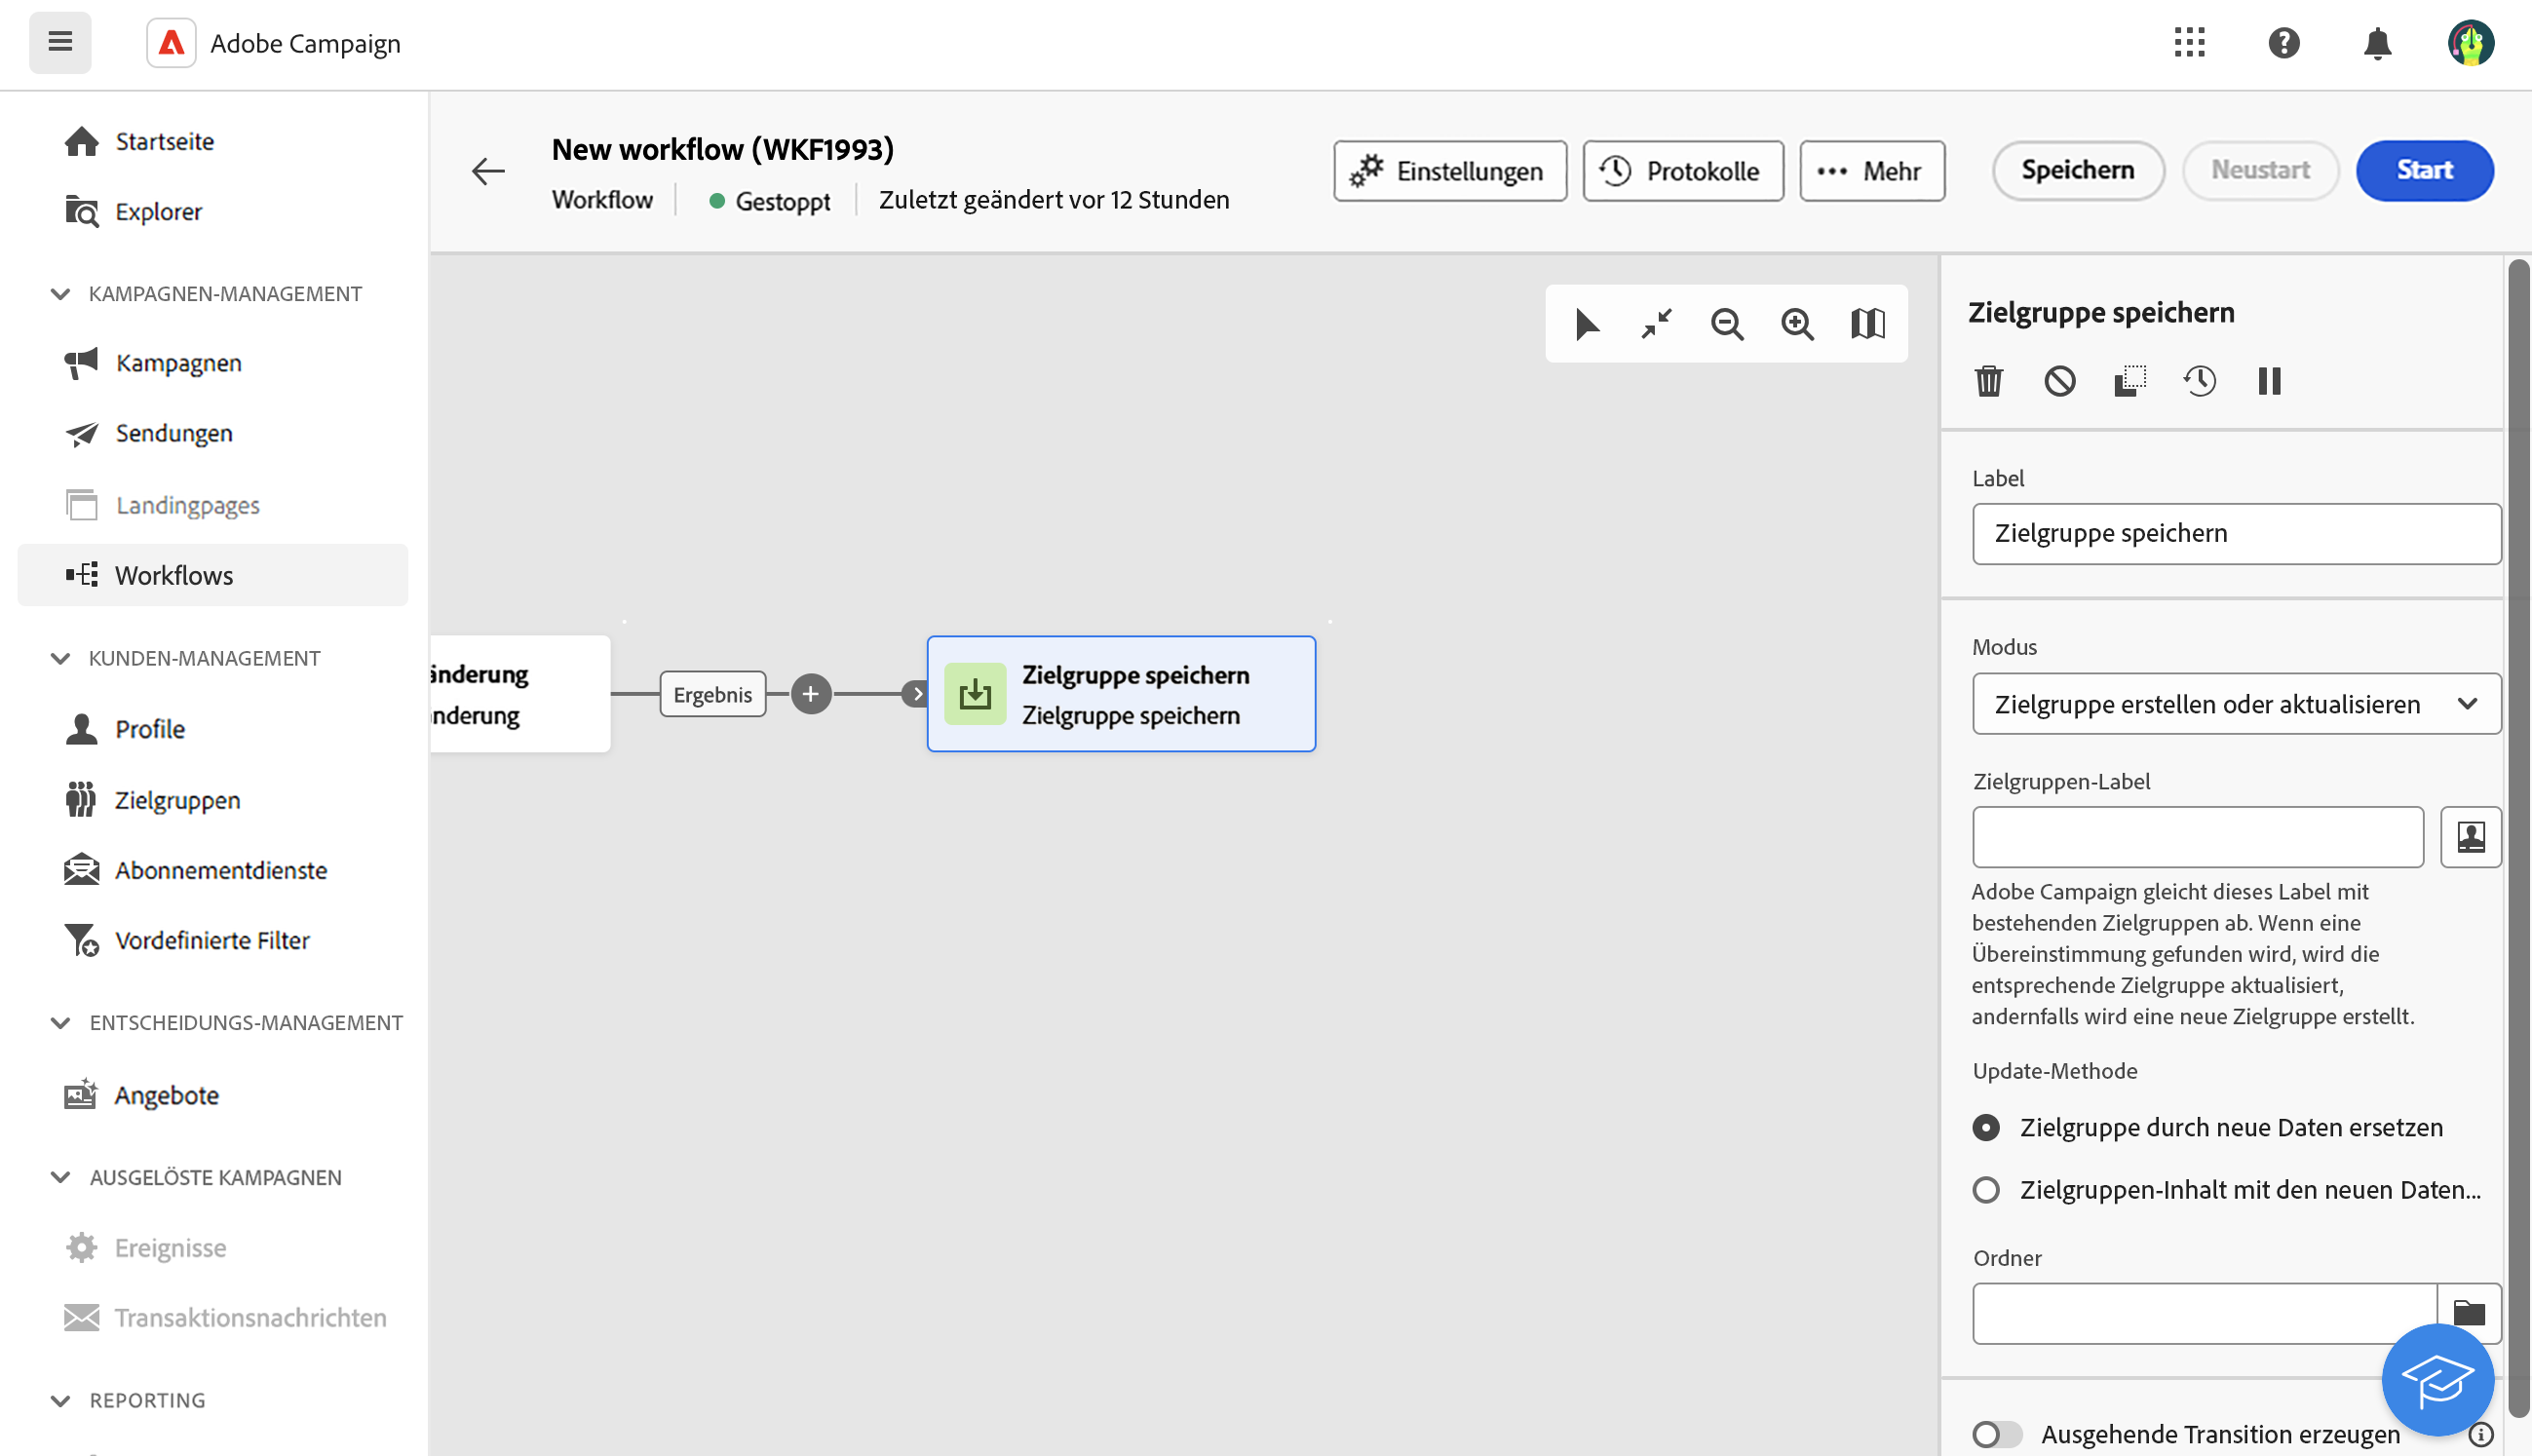 Adobe Campaign
Startseite
Explorer
KAMPAGNEN-MANAGEMENT
Kampagnen
Sendungen
Landingpages
Workflows
KUNDEN-MANAGEMENT
Profile
Zielgruppen
Abonnementdienste
Vordefinierte Filter
ENTSCHEIDUNGS-MANAGEMENT
Angebote
AUSGELÖSTE KAMPAGNEN
Ereignisse
Transaktionsnachrichten
REPORTING
New workflow (WKF1993)
Workflow Gestoppt Zuletzt geändert vor 12 Stunden
Einstellungen Protokolle Mehr Speichern Neustart Start
änderung
Ergebnis
Zielgruppe speichern
Zielgruppe speichern
Zielgruppe speichern
Label
Zielgruppe speichern
Modus
Zielgruppe erstellen oder aktualisieren
Zielgruppen-Label
Adobe Campaign gleicht dieses Label mit
bestehenden Zielgruppen ab. Wenn eine
Übereinstimmung gefunden wird, wird die
entsprechende Zielgruppe aktualisiert,
andernfalls wird eine neue Zielgruppe erstellt.
Update-Methode
Zielgruppe durch neue Daten ersetzen
Zielgruppen-Inhalt mit den neuen Daten...
Ordner
Ausgehende Transition erzeugen